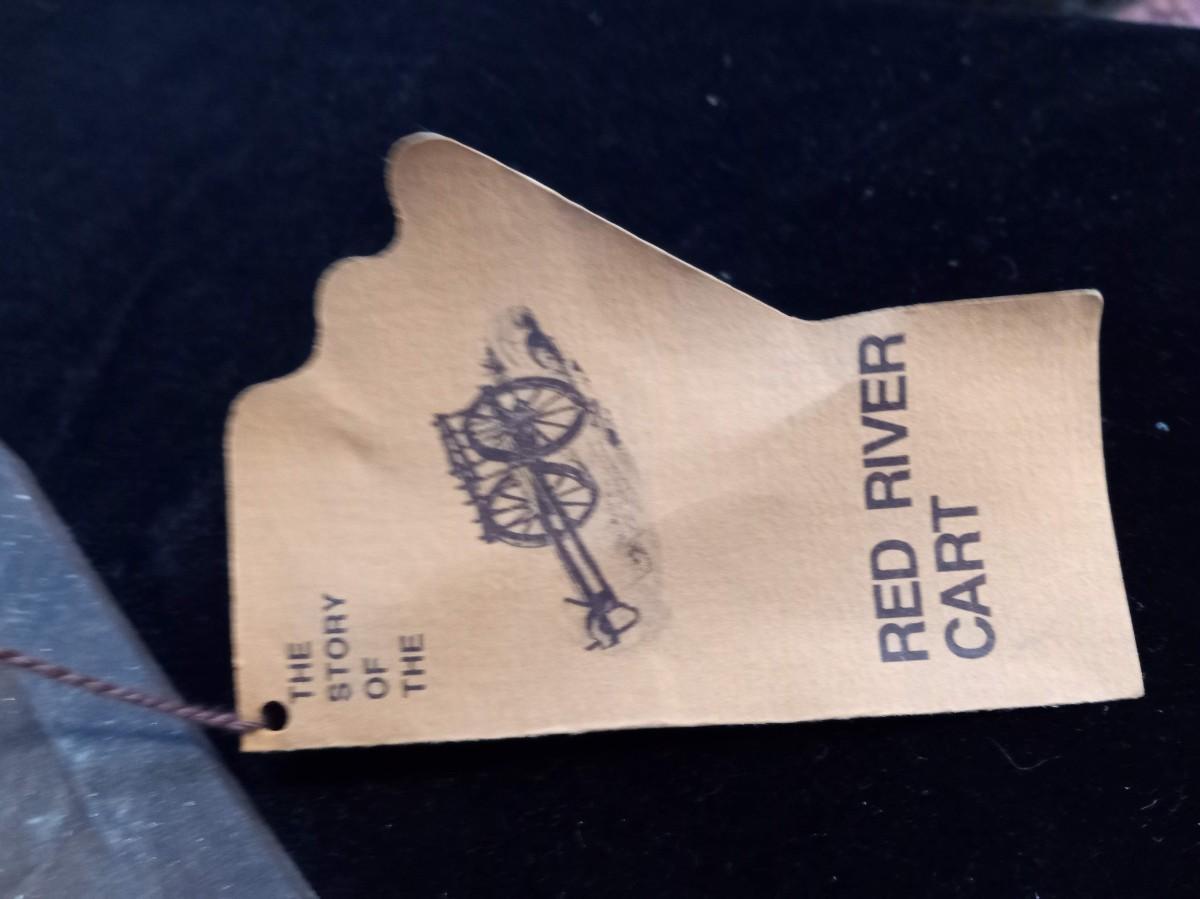 THE
STORY
OF
THE
RED RIVER
CART